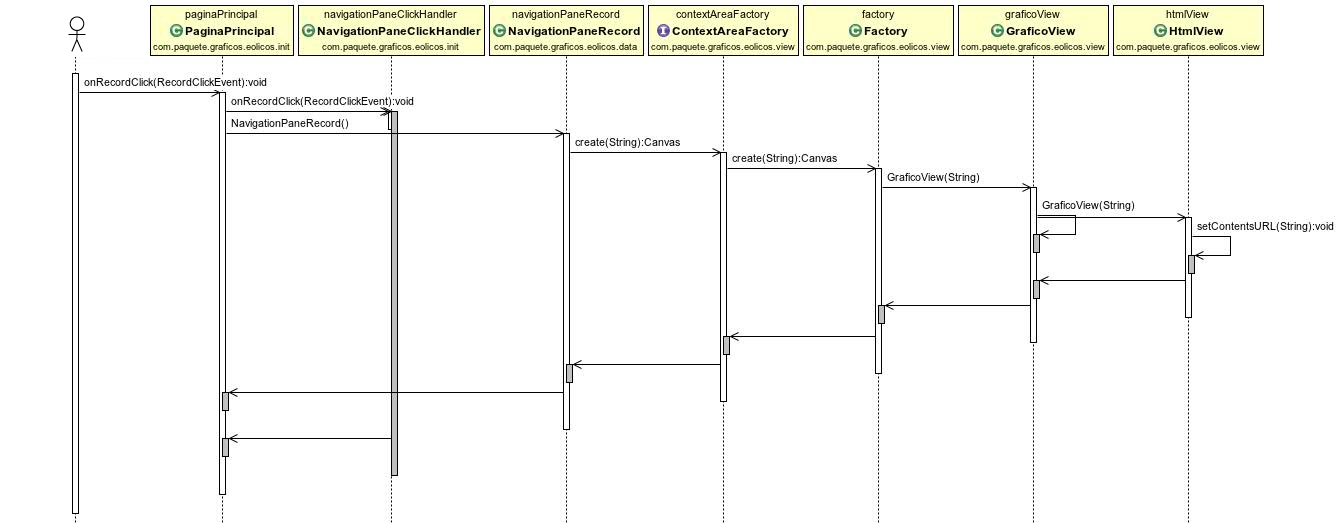 paginaPrincipal
PaginaPrincipal
com.paquete.graficos.eolicos.init
navigationPaneClickHandler
NavigationPaneClickHandler
com.paquete.graficos.eolicos.init
navigationPaneRecord
NavigationPaneRecord
com.paquete.graficos.eolicos.data
contextAreaFactory
ContextAreaFactory
com.paquete.graficos.eolicos.view
factory
Factory
com.paquete.graficos.eolicos.view
graficoView
GraficoView
com.paquete.graficos.eolicos.view
htmlView
HtmlView
com.paquete.graficos.eolicos.view
onRecordClick(RecordClickEvent):void
onRecordClick(RecordClickEvent):void
NavigationPaneRecord()
create(String):Canvas
create(String):Canvas
GraficoView(String)
GraficoView(String)
setContentsURL(String):void